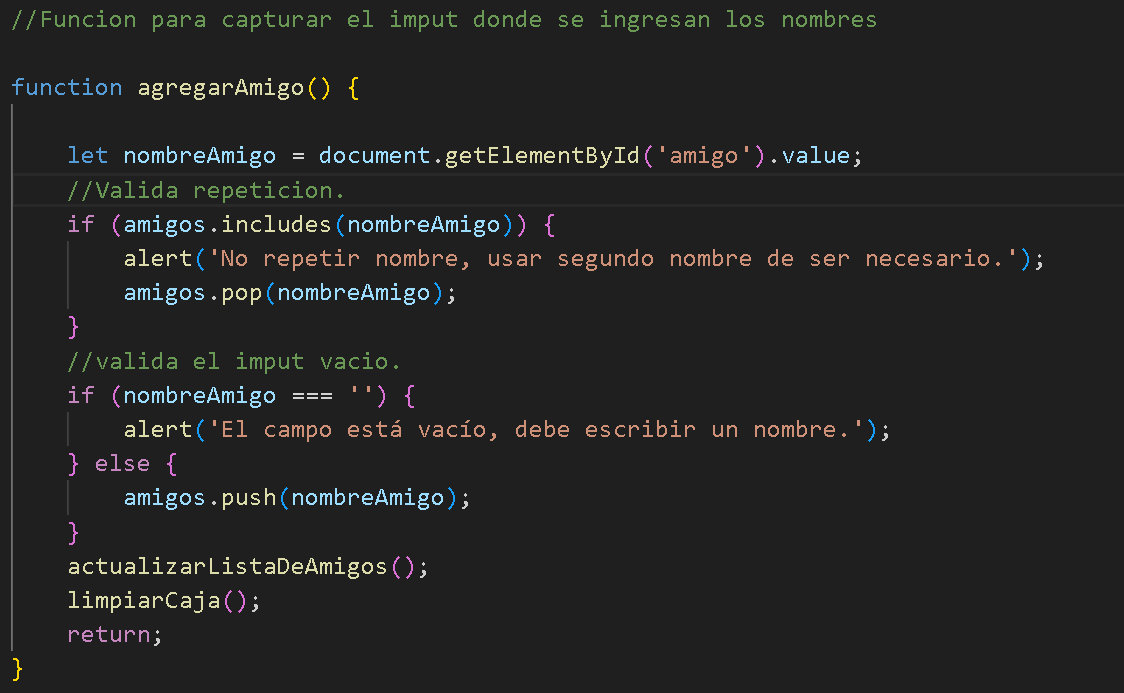 //Funcion para capturar el imput donde se ingresan los nombres
function agregarAmigo() {
let nombreAmigo = document.getElementById('amigo').value;
//Valida repeticion.
if (amigos.includes(nombreAmigo)) {
alert('No repetir nombre, usar segundo nombre de ser necesario.');
amigos.pop(nombreAmigo);
}
//valida el imput vacio.
if (nombreAmigo === '') {
alert('El campo está vacío, debe escribir un nombre.');
} else {
amigos.push(nombreAmigo);
}
actualizarListaDeAmigos();
limpiarCaja();
return;
}